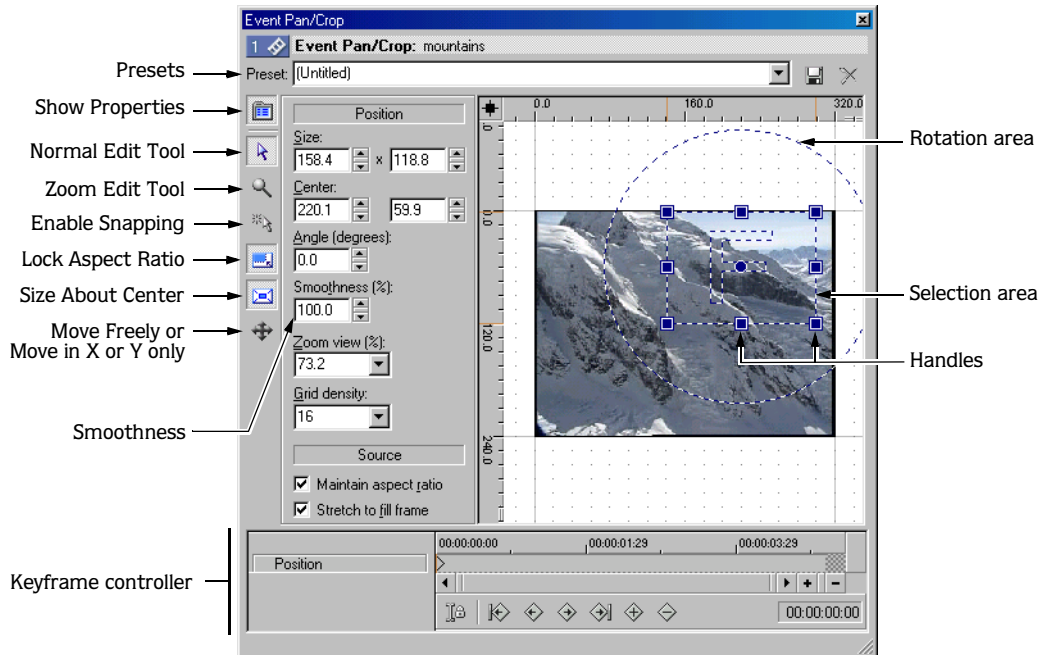 Event Pan/Crop
1 Event Pan/Crop: mountains
Presets
Preset: (Untitled)
Show Properties
Normal Edit Tool
Zoom Edit Tool
Enable Snapping
Lock Aspect Ratio
Size About Center
Move Freely or
Move in X or Y only
Smoothness
Position
Size:
158.4 x 118.8
Center:
220.1 59.9
Angle (degrees):
0.0
Smoothness (%):
100.0
Zoom view (%):
73.2
Grid density:
16
Source
Maintain aspect ratio
Stretch to fill frame
0.0 160.0 320.0
0.0
120.0
240.0
F
Rotation area
Selection area
Handles
Keyframe controller
Position
00:00:00:00 00:00:01:29 00:00:03:29
00:00:00:00